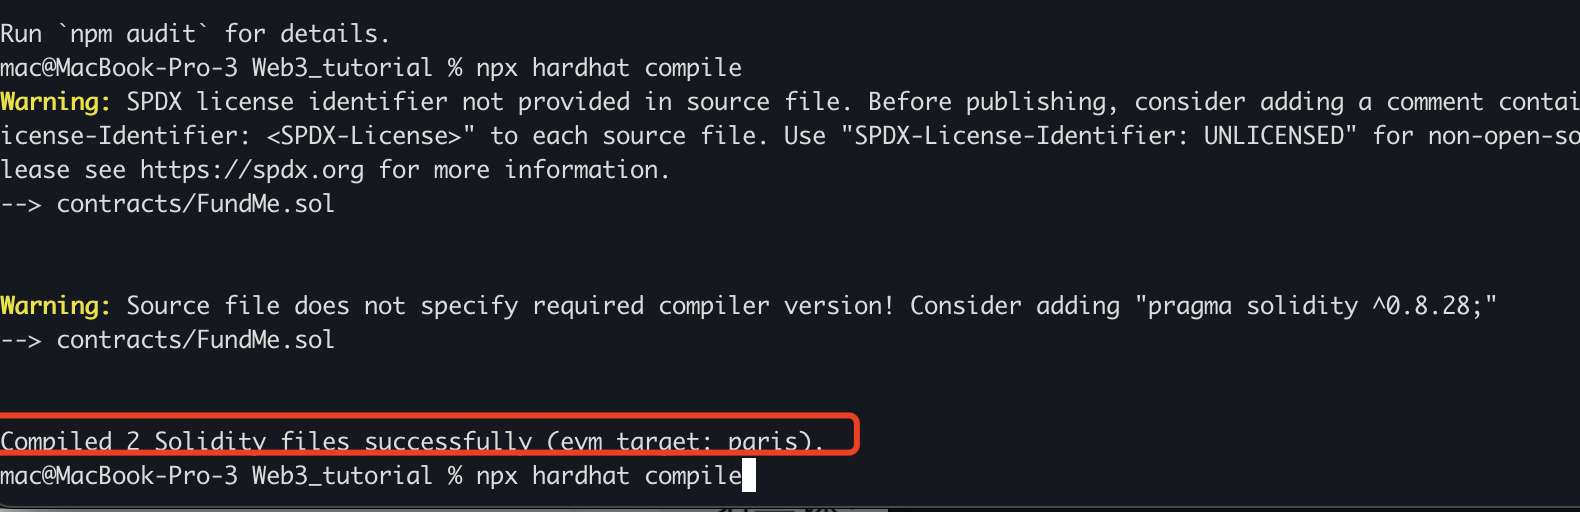 Run `npm audit` for details.
mac@MacBook-Pro-3 Web3_tutorial % npx hardhat compile
Warning: SPDX license identifier not provided in source file. Before publishing, consider adding a comment contai
icense-Identifier: <SPDX-License>" to each source file. Use "SPDX-License-Identifier: UNLICENSED" for non-open-so
lease see https://spdx.org for more information.
--> contracts/FundMe.sol
Warning: Source file does not specify required compiler version! Consider adding "pragma solidity ^0.8.28;"
--> contracts/FundMe.sol
Compiled 2 Solidity files successfully (evm target: paris).
mac@MacBook-Pro-3 Web3_tutorial % npx hardhat compile